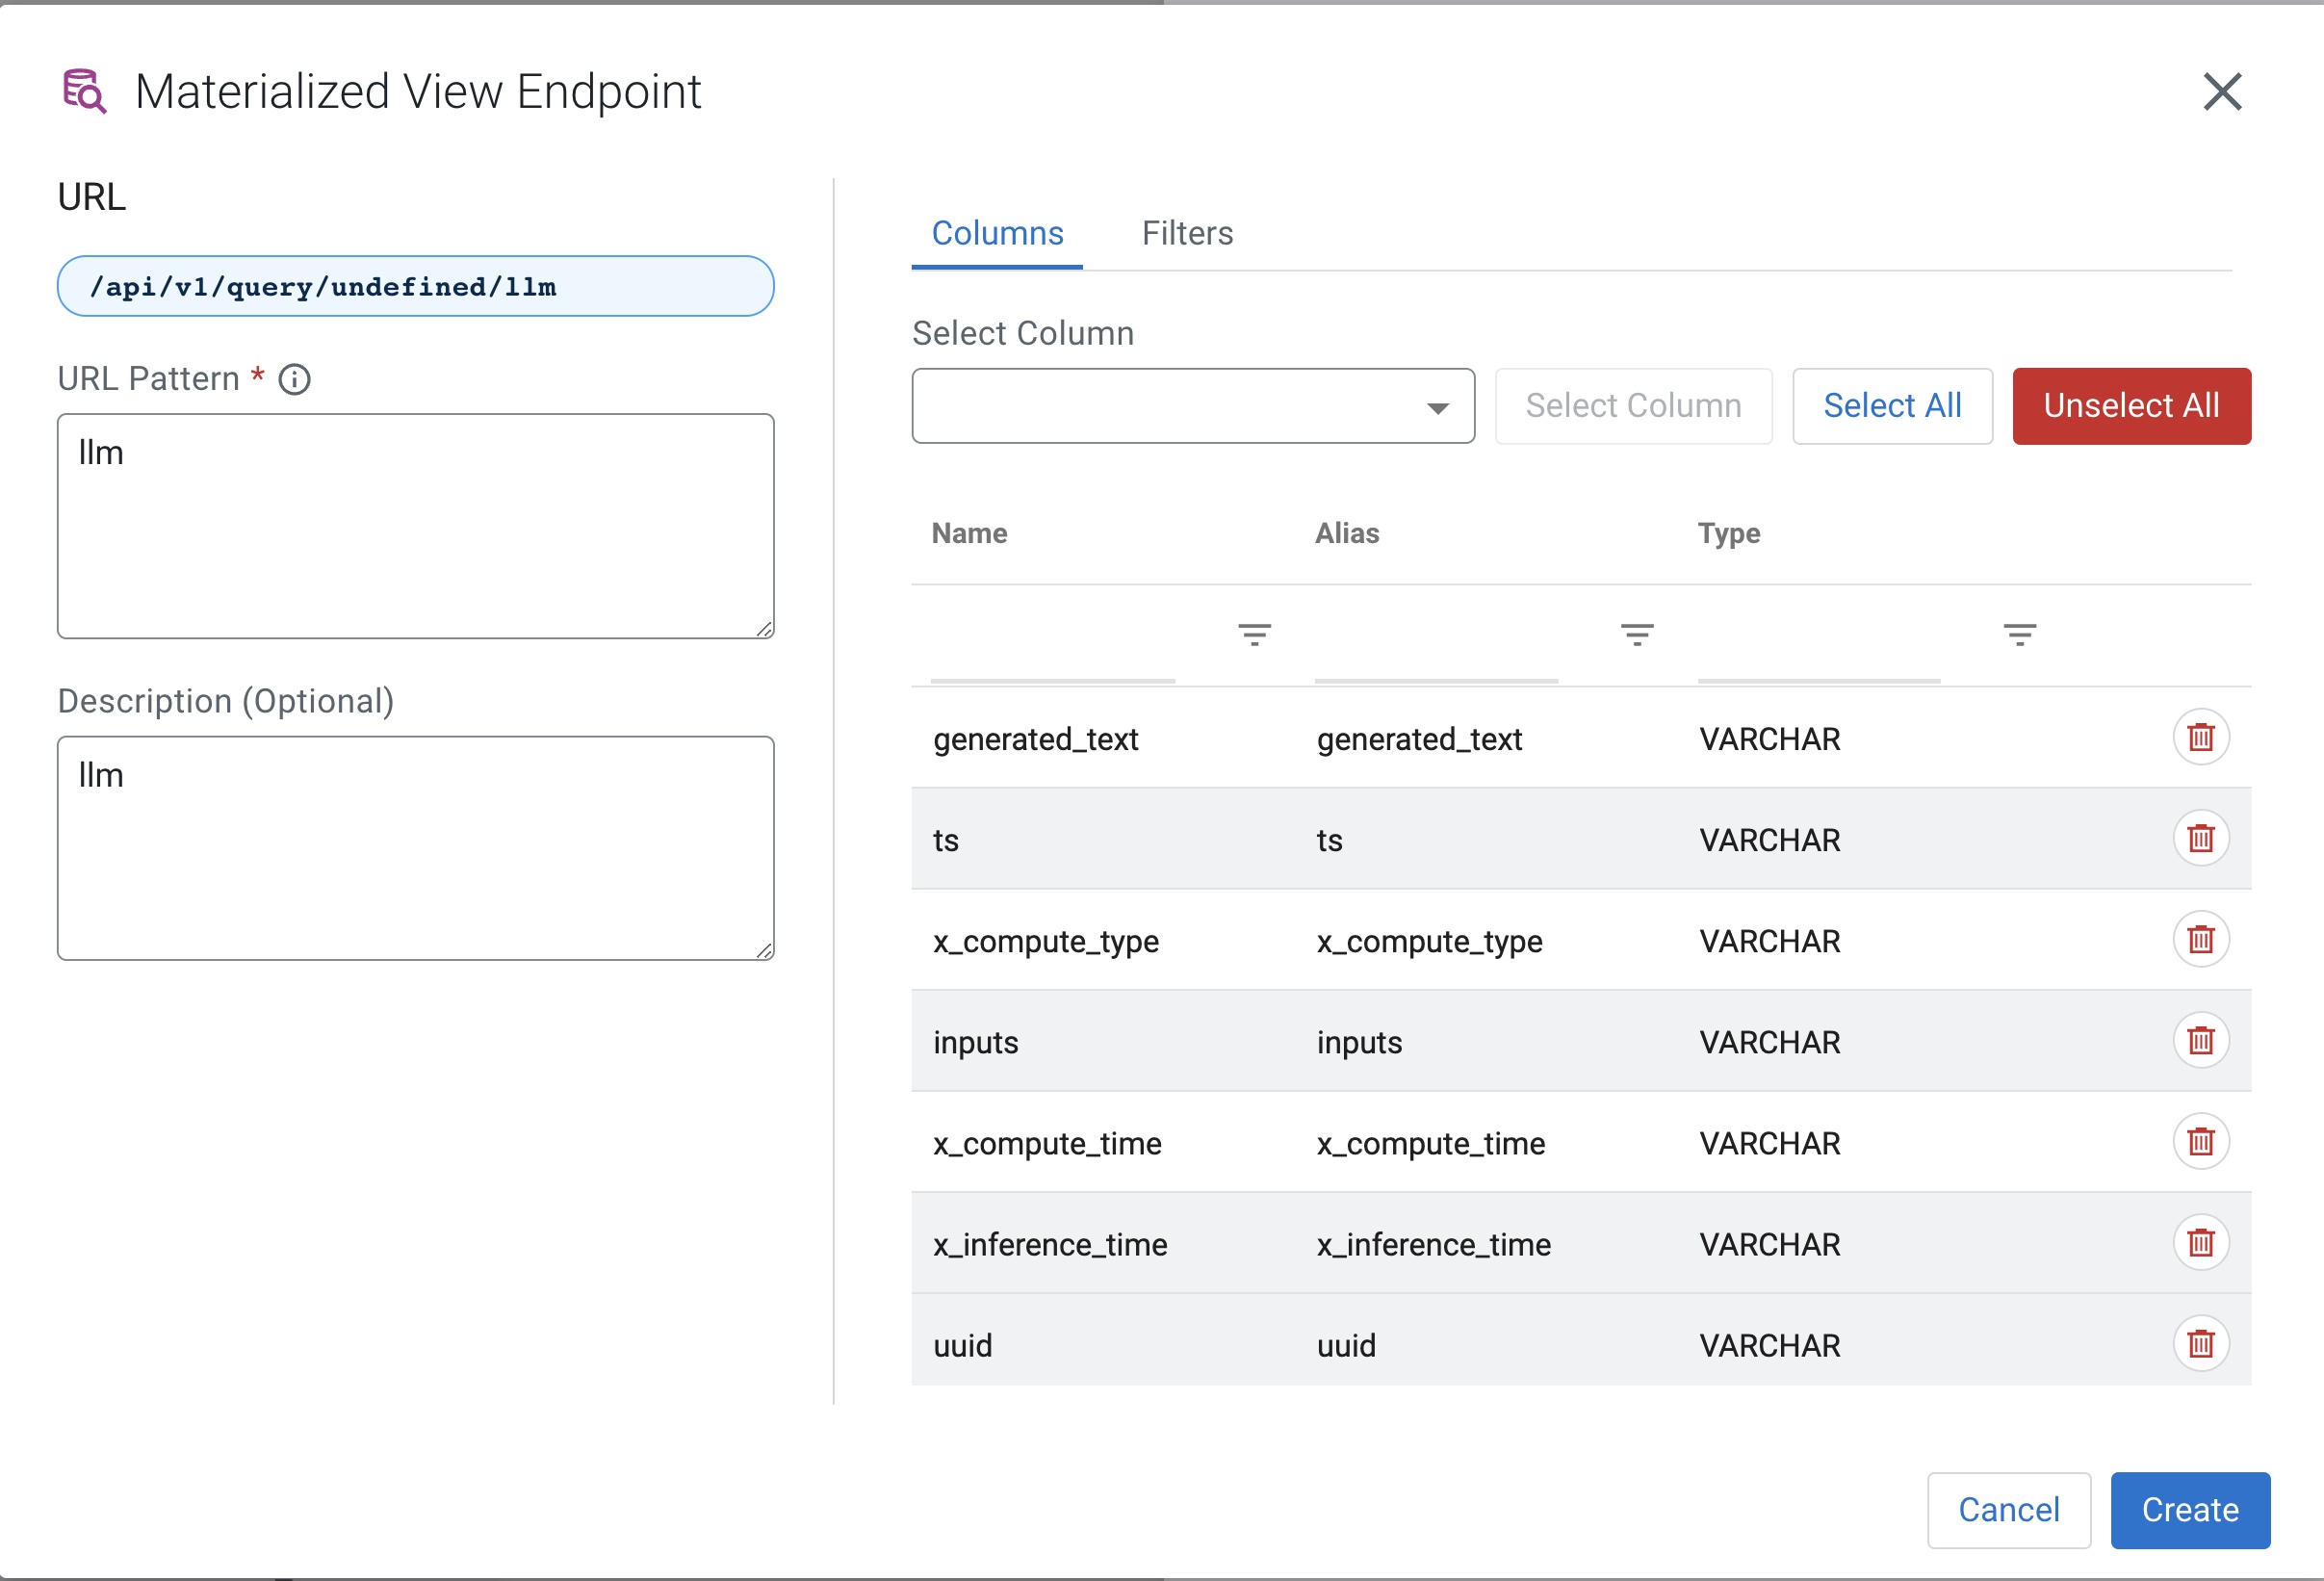 Materialized View Endpoint
URL
/api/v1/query/undefined/llm
URL Pattern *
llm
Description (Optional)
llm
Columns Filters
Select Column
Select Column Select All Unselect All
Name Alias Type
generated_text generated_text VARCHAR
ts ts VARCHAR
x_compute_type x_compute_type VARCHAR
inputs inputs VARCHAR
x_compute_time x_compute_time VARCHAR
x_inference_time x_inference_time VARCHAR
uuid uuid VARCHAR
Cancel Create